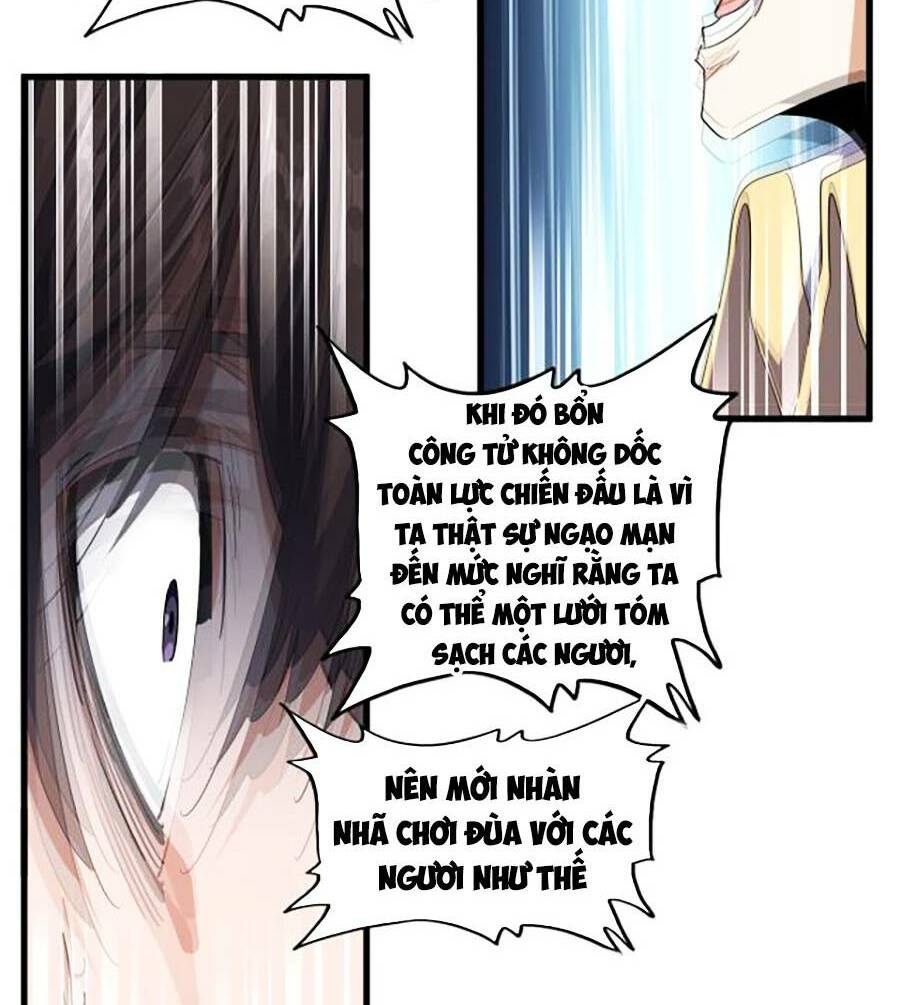 KHI ĐÓ BỔN
CÔNG TỬ KHÔNG DỐC
TOÀN LỰC CHIẾN ĐẤU LÀ VÌ
TA THẬT SỰ NGẠO MẠN
ĐẾN MỨC NGHĨ RẰNG TA
CÓ THỂ MỘT LƯỚI TÓM
SẠCH CÁC NGƯƠI,
NÊN MỚI NHÀN
NHÃ CHƠI ĐÙA VỚI CÁC
NGƯƠI NHƯ THẾ